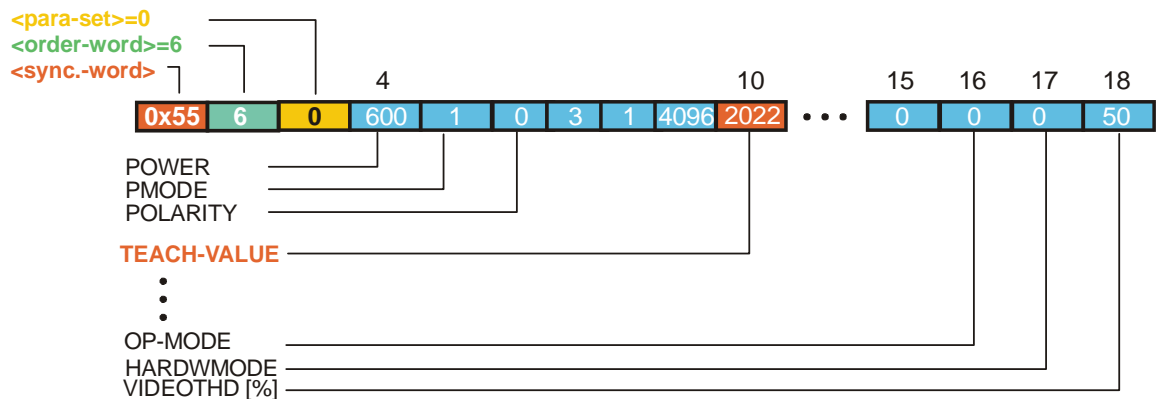 <para-set>=0
<order-word>=6
<sync.-word>
4 10 15 16 17 18
0x55 6 0 600 1 0 3 1 4096 2022 0 0 0 50
POWER
PMODE
POLARITY
TEACH-VALUE
OP-MODE
HARDWMODE
VIDEOTHD [%]